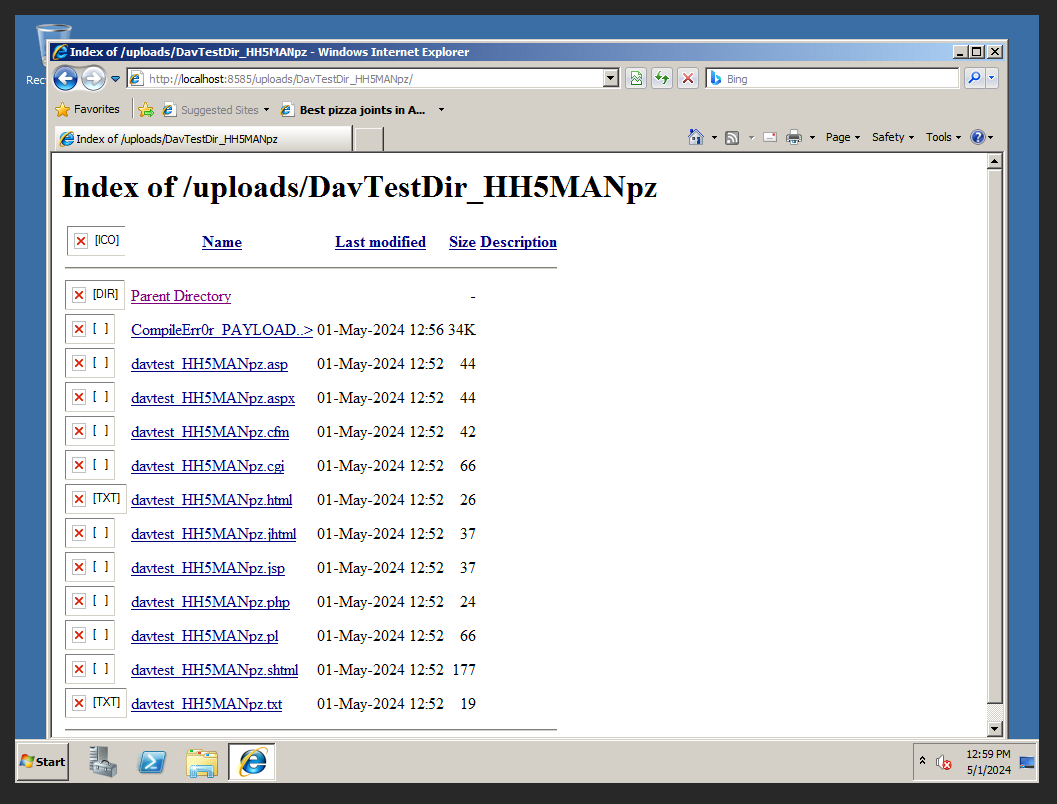 Rec
Index of /uploads/DavTestDir_HH5MANpz - Windows Internet Explorer
http://localhost:8585/uploads/DavTestDir_HH5MANpz/
Bing
Favorites
Suggested Sites
Best pizza joints in A...
Index of /uploads/DavTestDir_HH5MANpz
Page
Safety
Tools
Index of /uploads/DavTestDir_HH5MANpz
[ICO] Name Last modified Size Description
[DIR] Parent Directory -
[ ] CompileErr0r_PAYLOAD..> 01-May-2024 12:56 34K
[ ] davtest_HH5MANpz.asp 01-May-2024 12:52 44
[ ] davtest_HH5MANpz.aspx 01-May-2024 12:52 44
[ ] davtest_HH5MANpz.cfm 01-May-2024 12:52 42
[ ] davtest_HH5MANpz.cgi 01-May-2024 12:52 66
[TXT] davtest_HH5MANpz.html 01-May-2024 12:52 26
[ ] davtest_HH5MANpz.jhtml 01-May-2024 12:52 37
[ ] davtest_HH5MANpz.jsp 01-May-2024 12:52 37
[ ] davtest_HH5MANpz.php 01-May-2024 12:52 24
[ ] davtest_HH5MANpz.pl 01-May-2024 12:52 66
[ ] davtest_HH5MANpz.shtml 01-May-2024 12:52 177
[TXT] davtest_HH5MANpz.txt 01-May-2024 12:52 19
Start
12:59 PM
5/1/2024